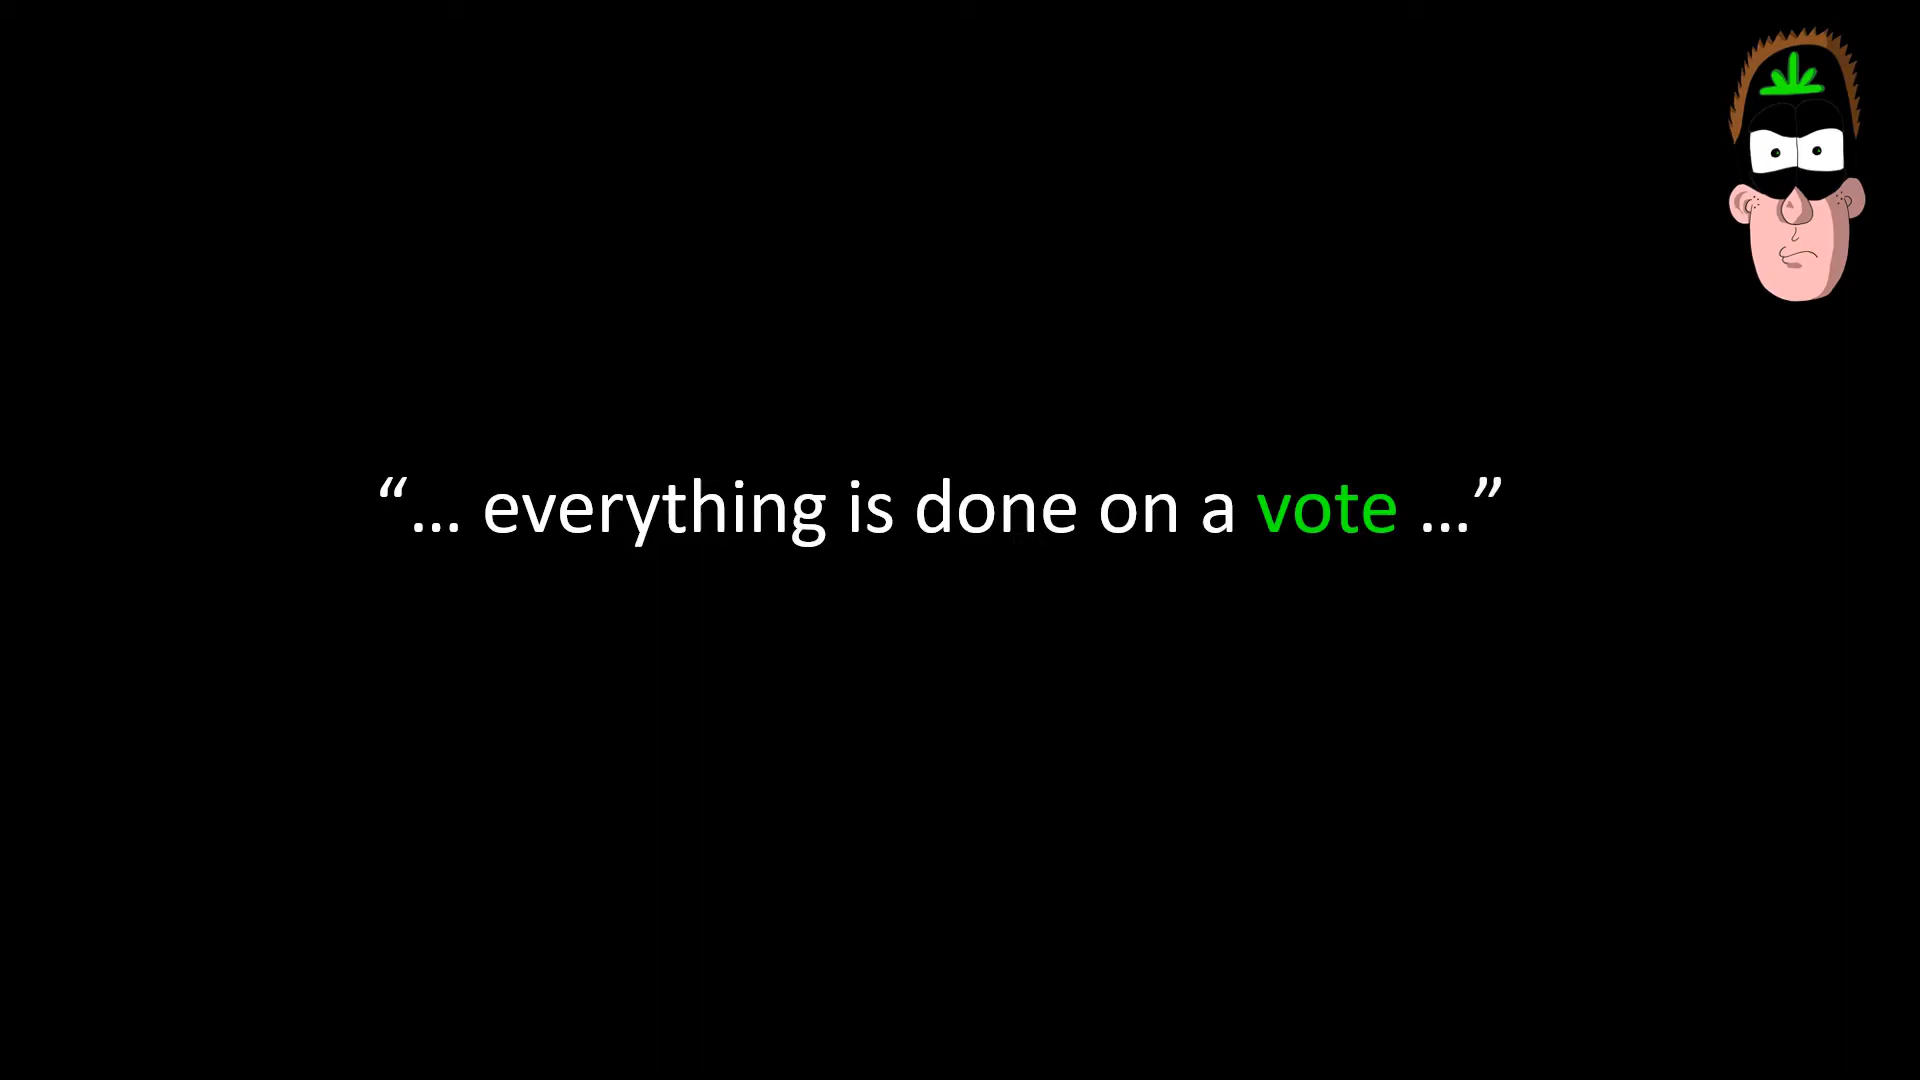 “... everything is done on a vote ...”